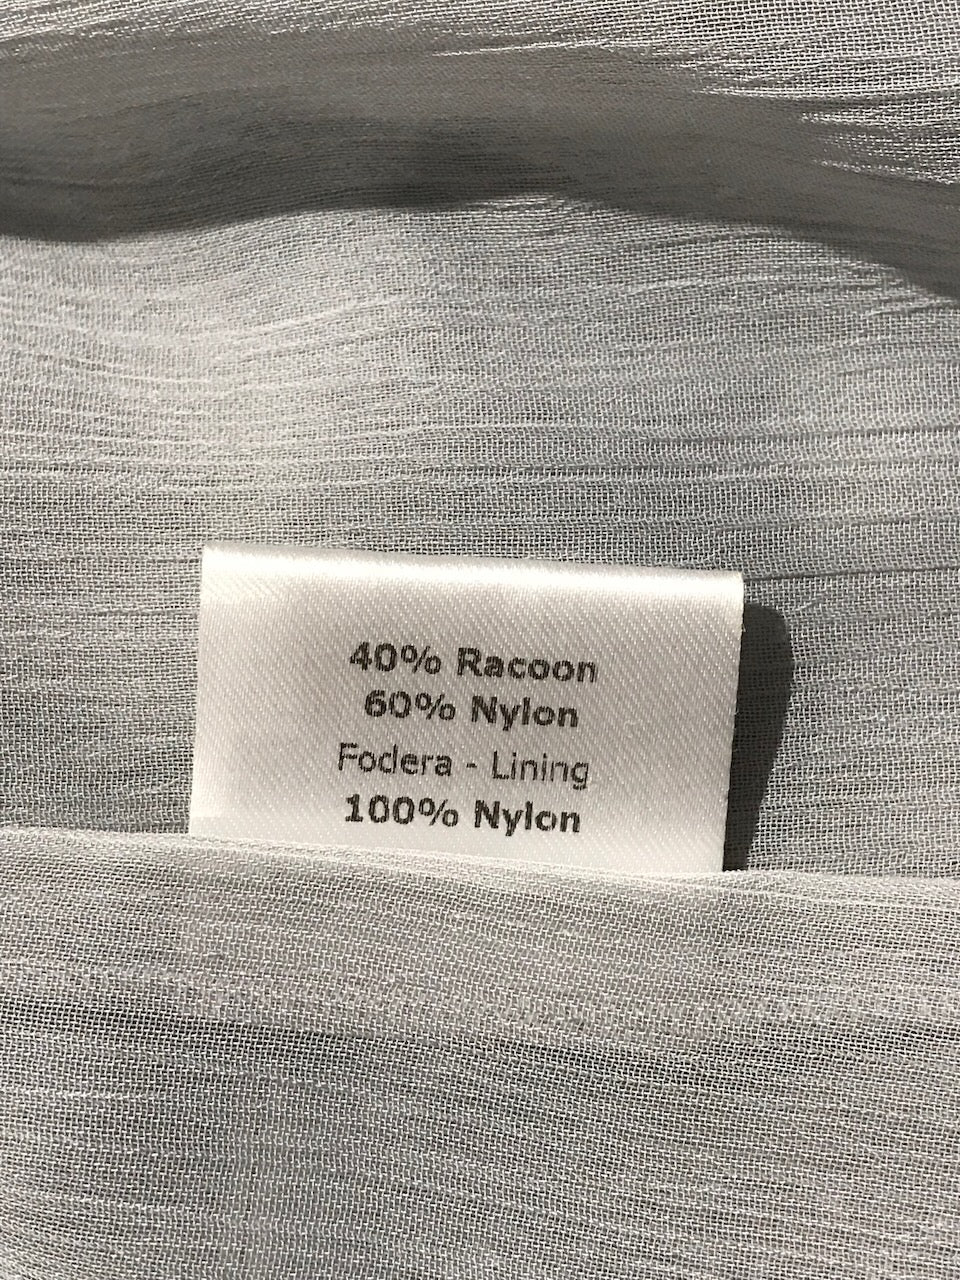 40% Racoon
60% Nylon
Fodera - Lining
100% Nylon